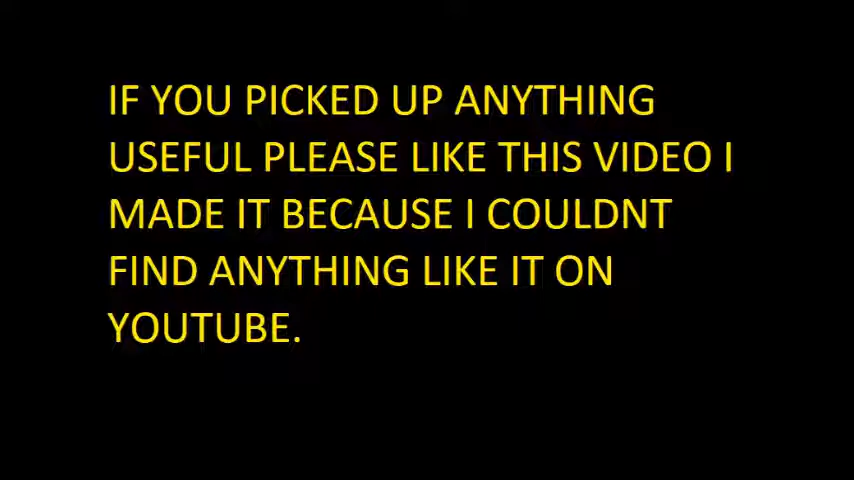 IF YOU PICKED UP ANYTHING
USEFUL PLEASE LIKE THIS VIDEO I
MADE IT BECAUSE I COULDNT
FIND ANYTHING LIKE IT ON
YOUTUBE.